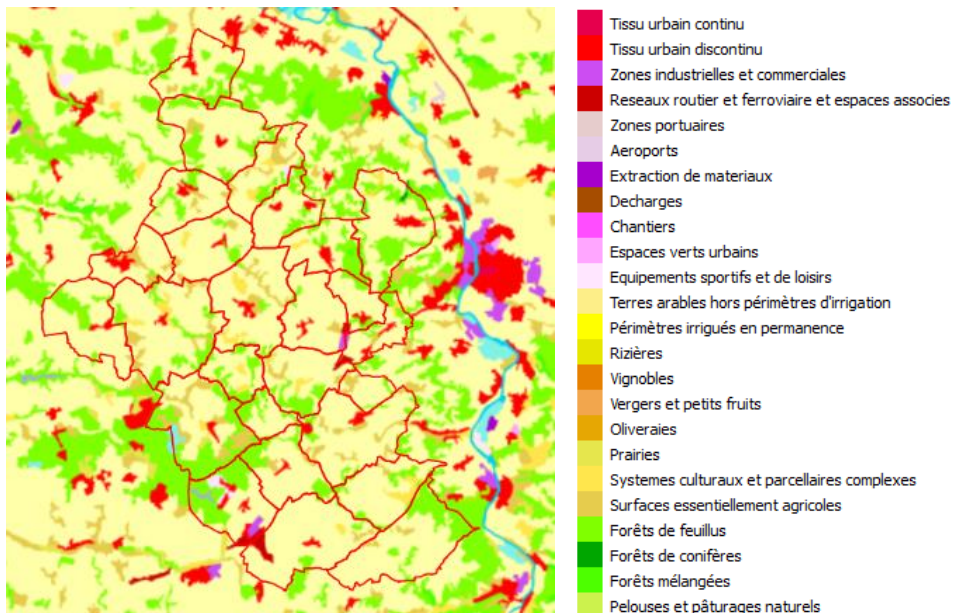 Tissu urbain continu
Tissu urbain discontinu
Zones industrielles et commerciales
Reseaux routier et ferroviaire et espaces associes
Zones portuaires
Aeroports
Extraction de materiaux
Decharges
Chantiers
Espaces verts urbains
Equipements sportifs et de loisirs
Terres arables hors périmètres d'irrigation
Périmètres irrigués en permanence
Rizières
Vignobles
Vergers et petits fruits
Oliveraies
Prairies
Systemes culturaux et parcellaires complexes
Surfaces essentiellement agricoles
Forêts de feuillus
Forêts de conifères
Forêts mélangées
Pelouses et pâturages naturels